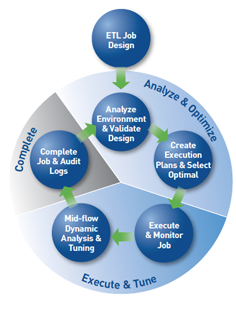 ETL Job
Design
Analyze & Optimize
Analyze
Environment
& Validate
Design
Complete
Complete
Job & Audit
Logs
Create
Execution
Plans & Select
Optimal
Mid-flow
Dynamic
Analysis &
Tuning
Execute
& Monitor
Job
Execute & Tune